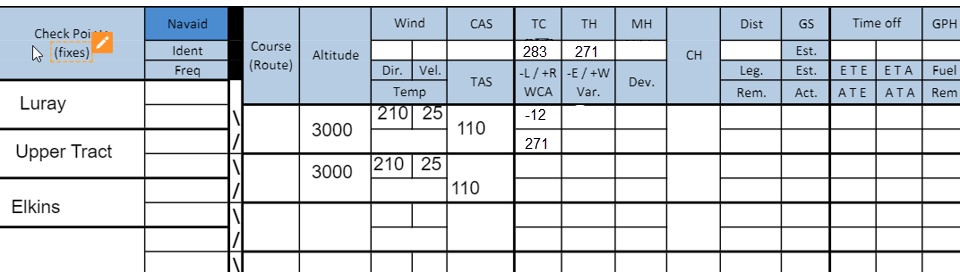 Check Poi
(fixes)
Navaid
Ident
Freq
Course
(Route)
Altitude
Wind
Dir. Vel.
Temp
CAS
TAS
TC
283
-L / +R
WCA
TH
271
-E / +W
Var.
MH
Dev.
CH
Dist
Leg.
Rem.
GS
Est.
Est.
Act.
Time off
ETE ETA
ATE ATA
GPH
Fuel
Rem
Luray
\ 3000 210 25 110 -12
/ 271
Upper Tract
\ 3000 210 25
/ 110
Elkins
\
/
\